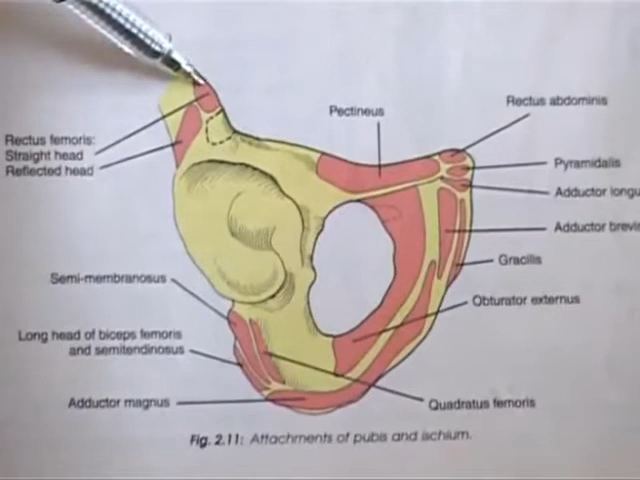 Rectus abdominis
Pectineus
Rectus femoris:
Straight head
Reflected head
Pyramidalis
Adductor longu
Adductor brevi
Gracilis
Semi-membranosus
Obturator externus
Long head of biceps femoris
and semitendinosus
Adductor magnus
Quadratus femoris
Fig. 2.11: Attachments of pubis and ischium.